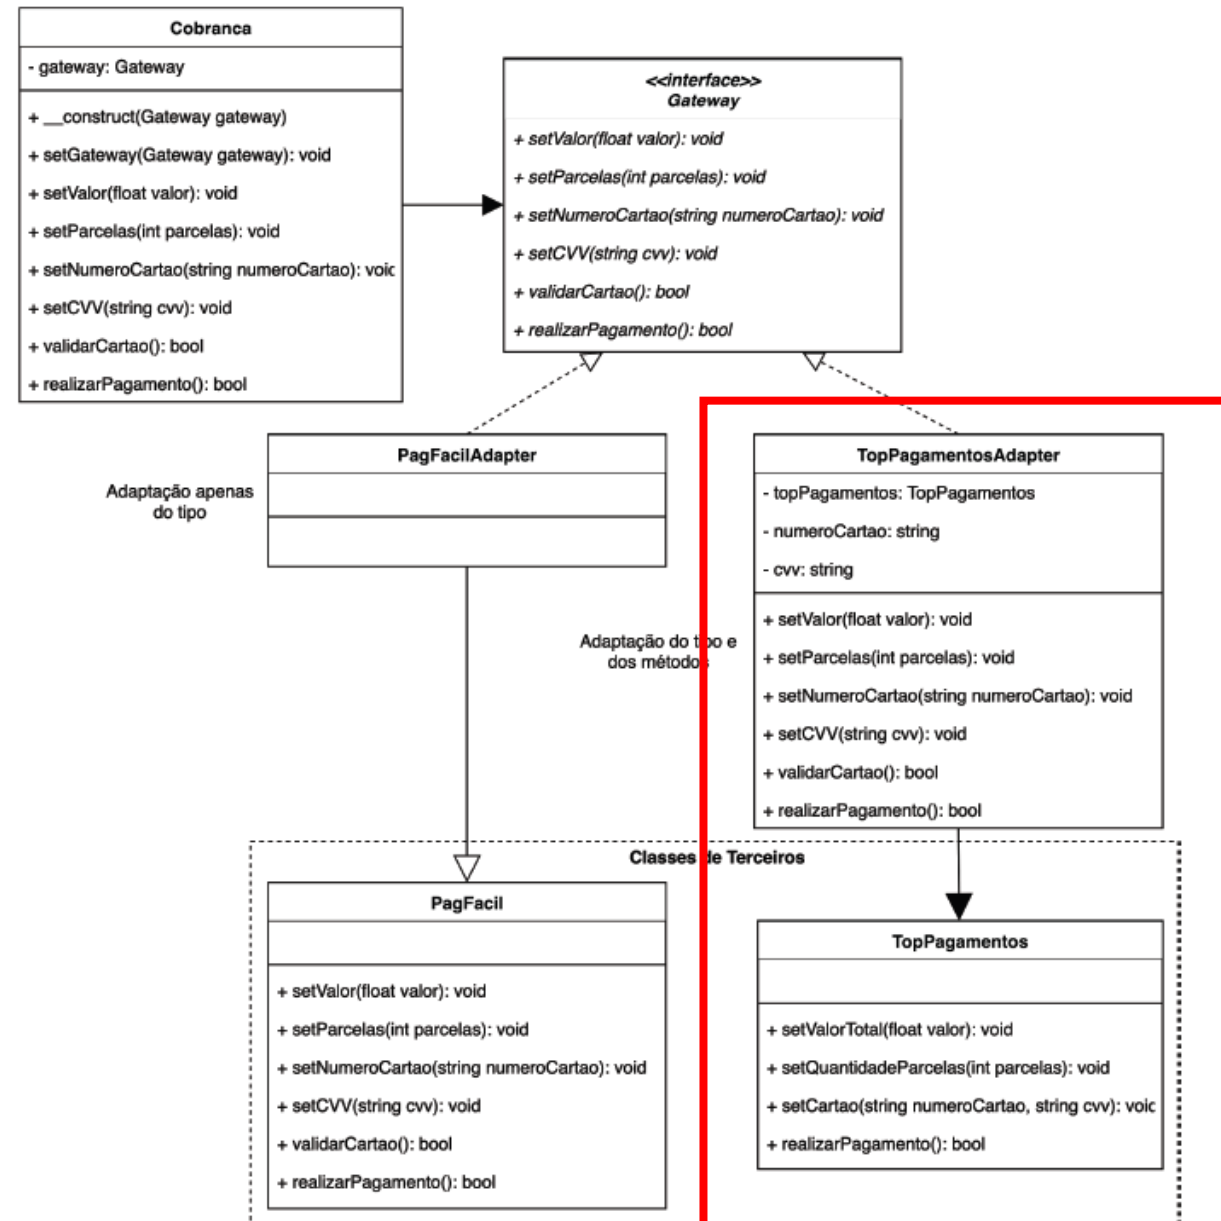 Cobranca
- gateway: Gateway
+ __construct(Gateway gateway)
+ setGateway(Gateway gateway): void
+ setValor(float valor): void
+ setParcelas(int parcelas): void
+ setNumeroCartao(string numeroCartao): voic
+ setCVV(string cvv): void
+ validarCartao(): bool
+ realizarPagamento(): bool
<<interface>>
Gateway
+ setValor(float valor): void
+ setParcelas(int parcelas): void
+ setNumeroCartao(string numeroCartao): void
+ setCVV(string cvv): void
+ validarCartao(): bool
+ realizarPagamento(): bool
PagFacilAdapter
Adaptação apenas
do tipo
TopPagamentosAdapter
- topPagamentos: TopPagamentos
- numeroCartao: string
- cvv: string
+ setValor(float valor): void
+ setParcelas(int parcelas): void
+ setNumeroCartao(string numeroCartao): void
+ setCVV(string cvv): void
+ validarCartao(): bool
+ realizarPagamento(): bool
Adaptação do tipo e
dos métodos
Classes de Terceiros
PagFacil
+ setValor(float valor): void
+ setParcelas(int parcelas): void
+ setNumeroCartao(string numeroCartao): void
+ setCVV(string cvv): void
+ validarCartao(): bool
+ realizarPagamento(): bool
TopPagamentos
+ setValorTotal(float valor): void
+ setQuantidadeParcelas(int parcelas): void
+ setCartao(string numeroCartao, string cvv): voic
+ realizarPagamento(): bool